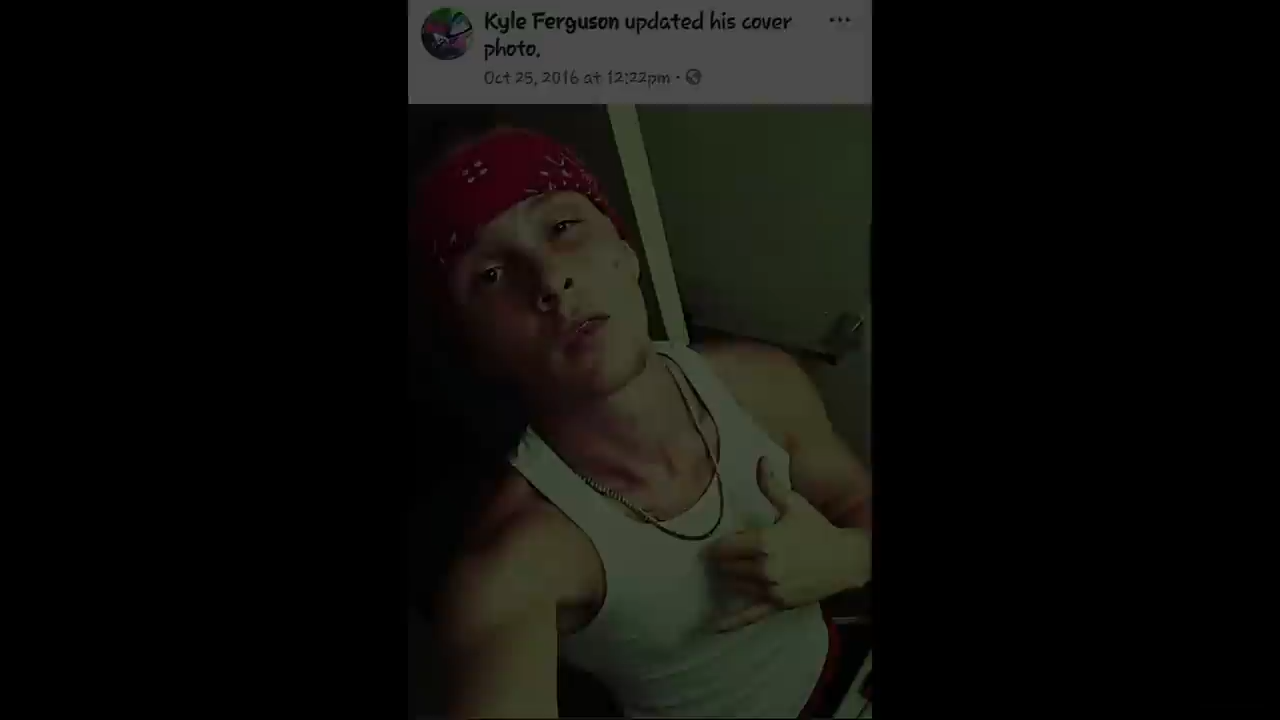 Kyle Ferguson updated his cover
photo.
Oct 25, 2016 at 12:22pm ·